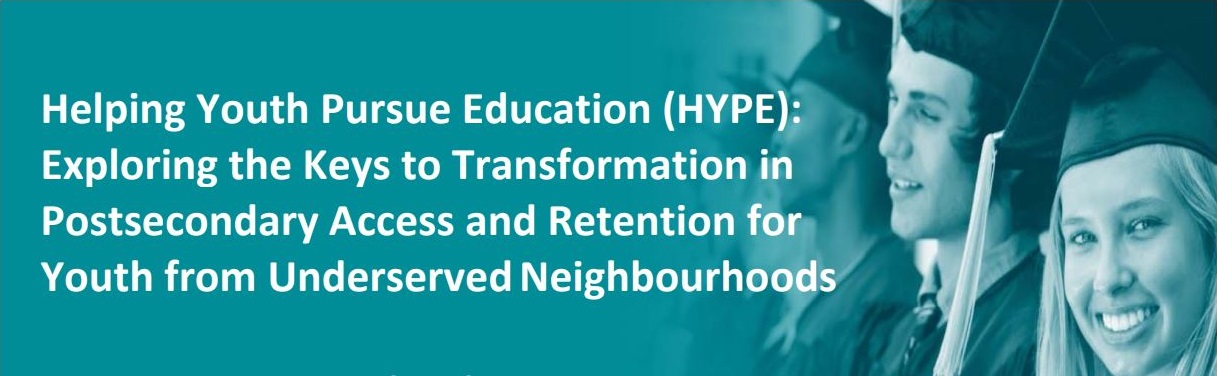 Helping Youth Pursue Education (HYPE):
Exploring the Keys to Transformation in
Postsecondary Access and Retention for
Youth from Underserved Neighbourhoods